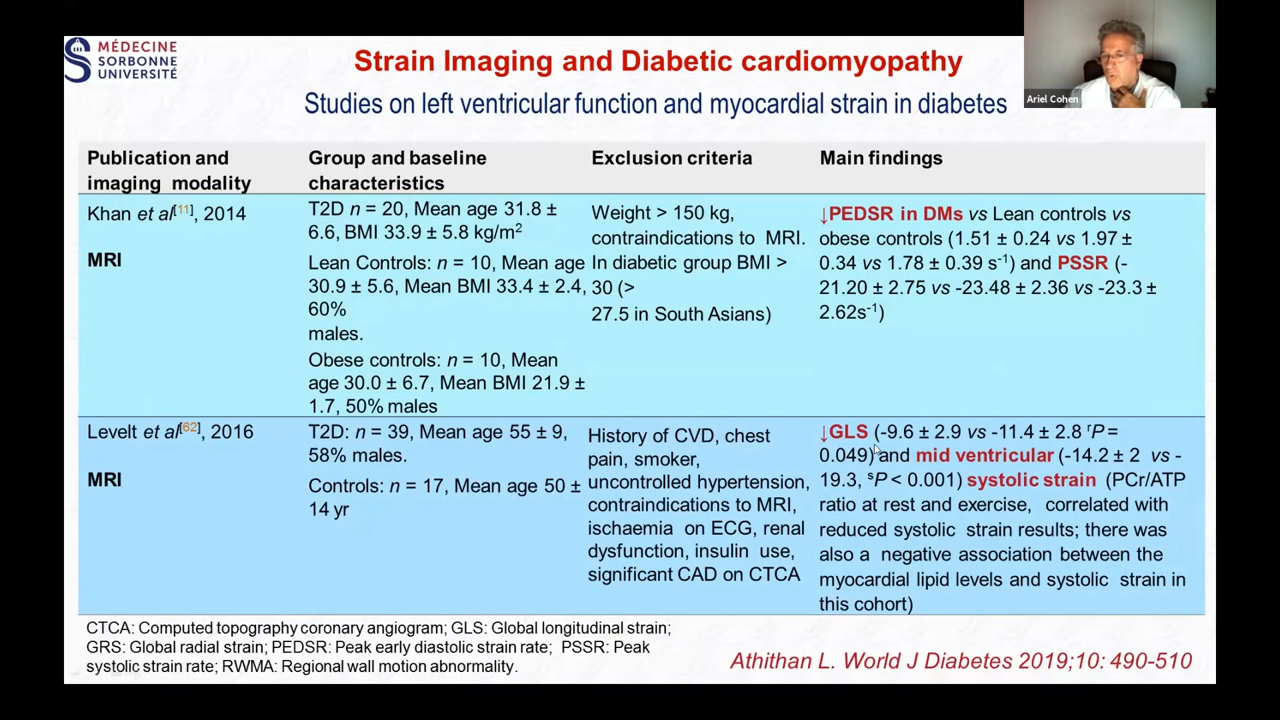 MÉDECINE
SORBONNE
UNIVERSITÉ
Strain Imaging and Diabetic cardiomyopathy
Studies on left ventricular function and myocardial strain in diabetes
Ariel Cohen
Publication and
imaging modality
Group and baseline
characteristics
Exclusion criteria
Main findings
Khan et al[11], 2014
MRI
T2D n = 20, Mean age 31.8 ±
6.6, BMI 33.9 ± 5.8 kg/m²
Lean Controls: n = 10, Mean age
30.9 ± 5.6, Mean BMI 33.4 ± 2.4,
60%
males.
Obese controls: n = 10, Mean
age 30.0 ± 6.7, Mean BMI 21.9 ±
1.7, 50% males
Weight > 150 kg,
contraindications to MRI.
In diabetic group BMI >
30 (>
27.5 in South Asians)
↓PEDSR in DMs vs Lean controls vs
obese controls (1.51 ± 0.24 vs 1.97 ±
0.34 vs 1.78 ± 0.39 s⁻¹) and PSSR (-
21.20 ± 2.75 vs -23.48 ± 2.36 vs -23.3 ±
2.62s⁻¹)
Levelt et al[62], 2016
MRI
T2D: n = 39, Mean age 55 ± 9,
58% males.
Controls: n = 17, Mean age 50 ±
14 yr
History of CVD, chest
pain, smoker,
uncontrolled hypertension,
contraindications to MRI,
ischaemia on ECG, renal
dysfunction, insulin use,
significant CAD on CTCA
↓GLS (-9.6 ± 2.9 vs -11.4 ± 2.8 ʳP =
0.049) and mid ventricular (-14.2 ± 2 vs -
19.3, ˢP < 0.001) systolic strain (PCr/ATP
ratio at rest and exercise, correlated with
reduced systolic strain results; there was
also a negative association between the
myocardial lipid levels and systolic strain in
this cohort)
CTCA: Computed topography coronary angiogram; GLS: Global longitudinal strain;
GRS: Global radial strain; PEDSR: Peak early diastolic strain rate; PSSR: Peak
systolic strain rate; RWMA: Regional wall motion abnormality.
Athithan L. World J Diabetes 2019;10: 490-510